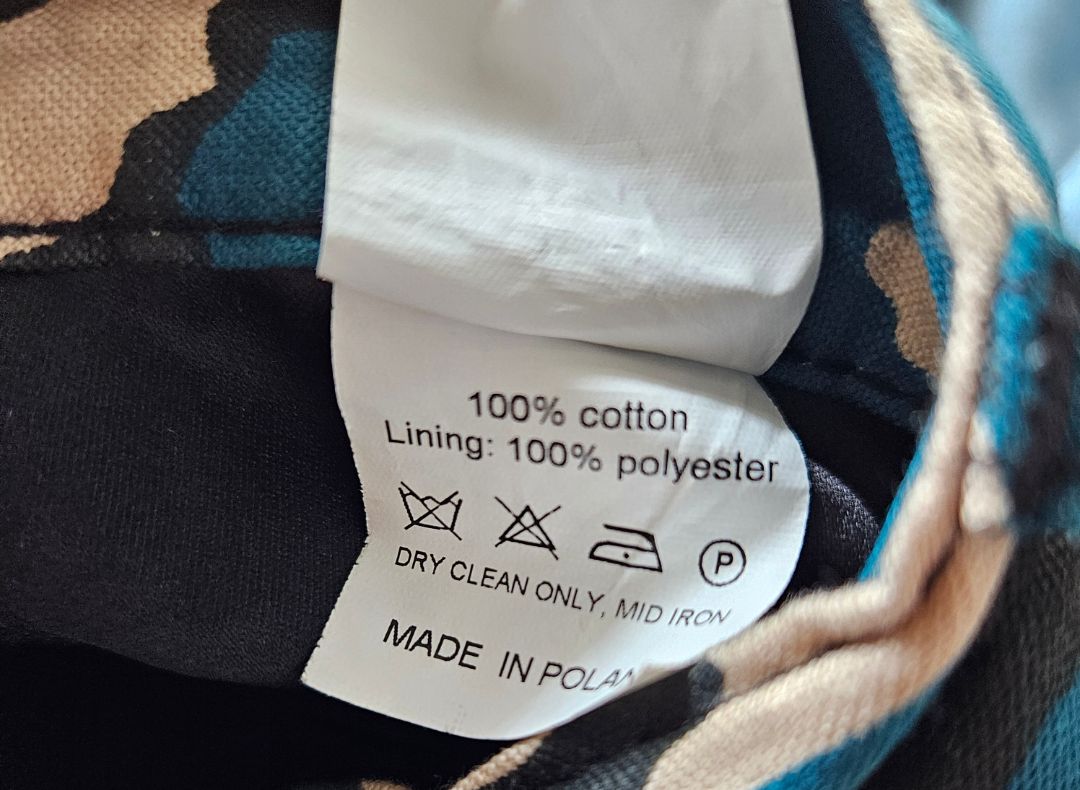 100% cotton
Lining: 100% polyester
P
DRY CLEAN ONLY, MID IRON
MADE IN POLAN